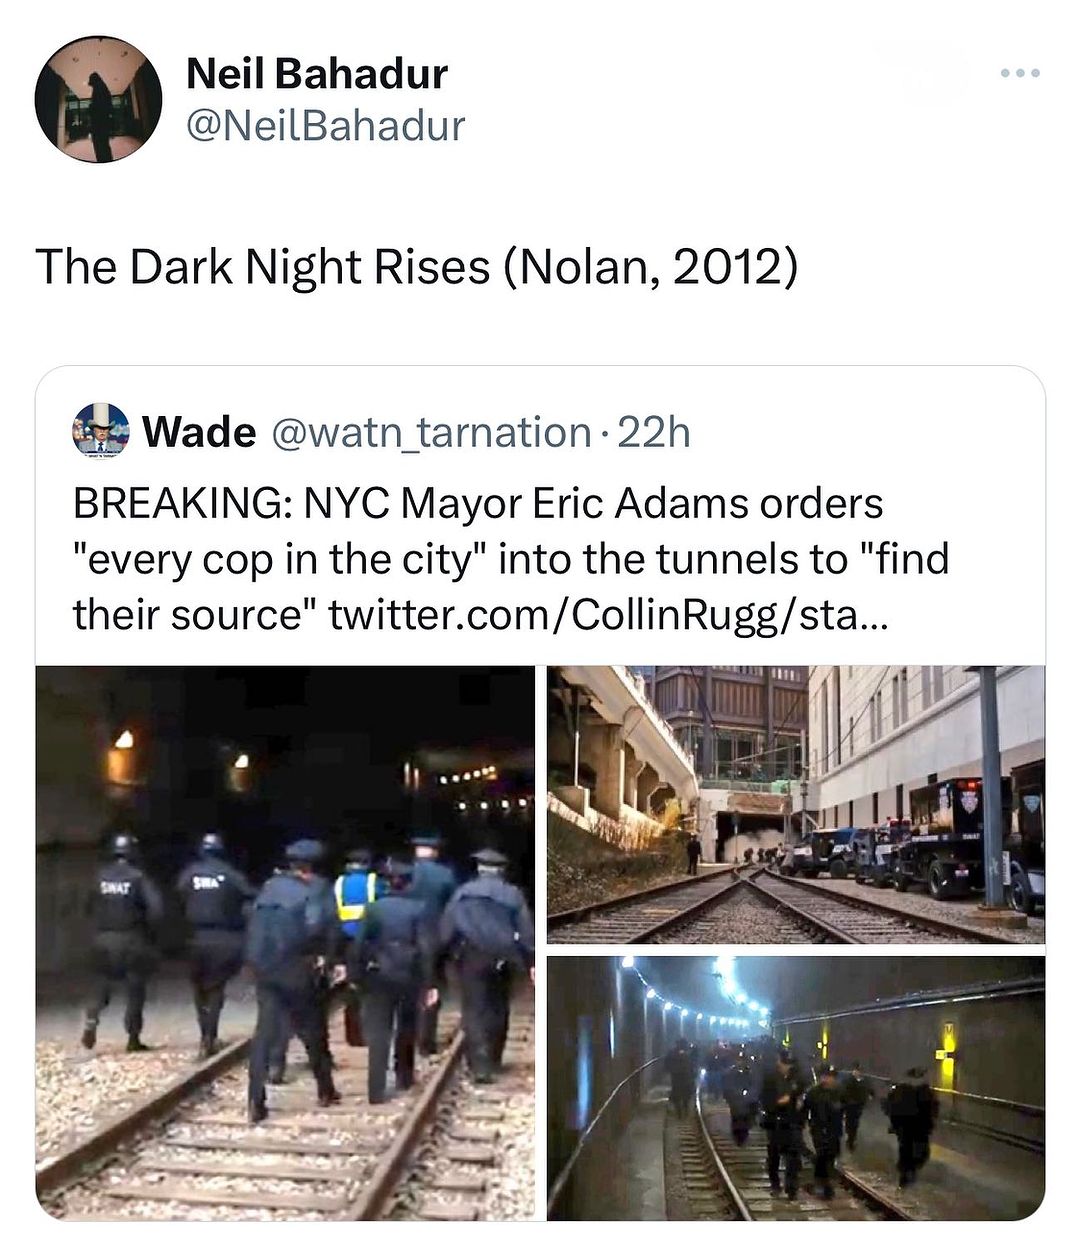 Neil Bahadur
@NeilBahadur
The Dark Night Rises (Nolan, 2012)
Wade @watn_tarnation · 22h
BREAKING: NYC Mayor Eric Adams orders
"every cop in the city" into the tunnels to "find
their source" twitter.com/CollinRugg/sta...
SWAT